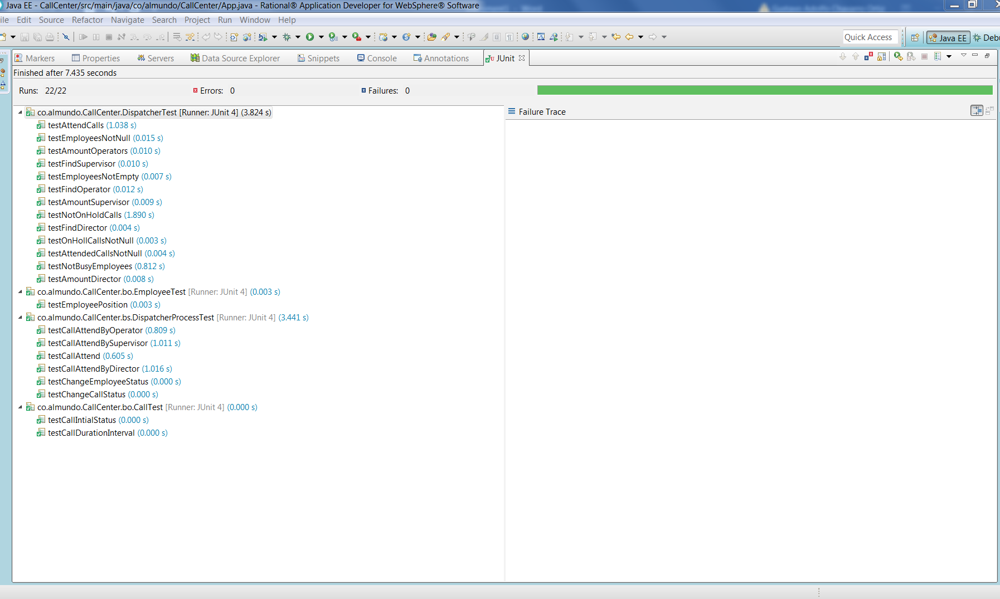 Java EE - CallCenter/src/main/java/co/almundo/CallCenter/App.java - Rational® Application Developer for WebSphere® Software
ile Edit Source Refactor Navigate Search Project Run Window Help
Quick Access Java EE Debu
Markers Properties Servers Data Source Explorer Snippets Console Annotations JUnit
Finished after 7.435 seconds
Runs: 22/22 Errors: 0 Failures: 0
co.almundo.CallCenter.DispatcherTest [Runner: JUnit 4] (3.824 s)
Failure Trace
testAttendCalls (1.038 s)
testEmployeesNotNull (0.015 s)
testAmountOperators (0.010 s)
testFindSupervisor (0.010 s)
testEmployeesNotEmpty (0.007 s)
testFindOperator (0.012 s)
testAmountSupervisor (0.009 s)
testNotOnHoldCalls (1.890 s)
testFindDirector (0.004 s)
testOnHollCallsNotNull (0.003 s)
testAttendedCallsNotNull (0.004 s)
testNotBusyEmployees (0.812 s)
testAmountDirector (0.008 s)
co.almundo.CallCenter.bo.EmployeeTest [Runner: JUnit 4] (0.003 s)
testEmployeePosition (0.003 s)
co.almundo.CallCenter.bs.DispatcherProcessTest [Runner: JUnit 4] (3.441 s)
testCallAttendByOperator (0.809 s)
testCallAttendBySupervisor (1.011 s)
testCallAttend (0.605 s)
testCallAttendByDirector (1.016 s)
testChangeEmployeeStatus (0.000 s)
testChangeCallStatus (0.000 s)
co.almundo.CallCenter.bo.CallTest [Runner: JUnit 4] (0.000 s)
testCallIntialStatus (0.000 s)
testCallDurationInterval (0.000 s)